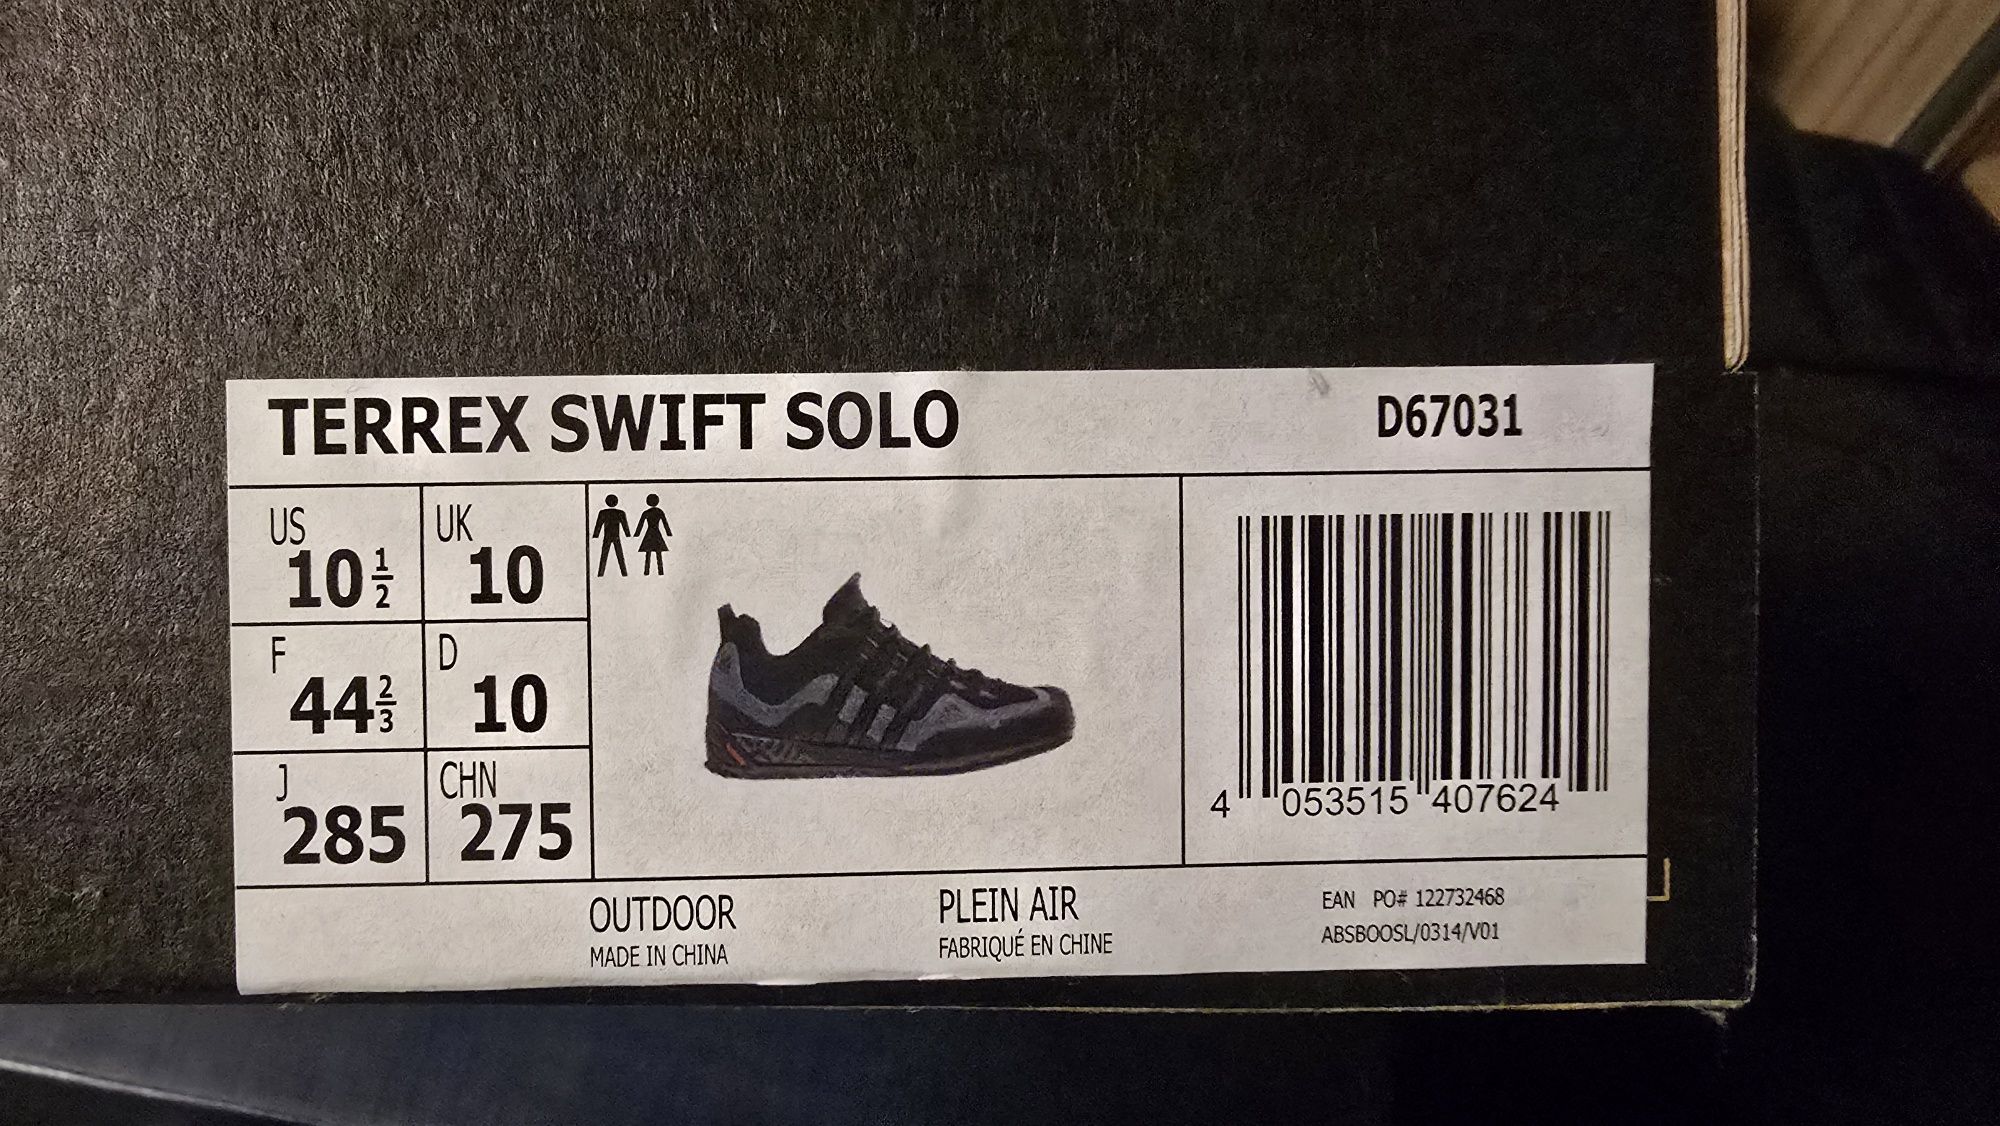 TERREX SWIFT SOLO
D67031
US
10 1/2
UK
10
F
44 2/3
D
10
J
285
CHN
275
4 053515 407624
OUTDOOR
MADE IN CHINA
PLEIN AIR
FABRIQUÉ EN CHINE
EAN PO# 122732468
ABSBOOSL/0314/V01